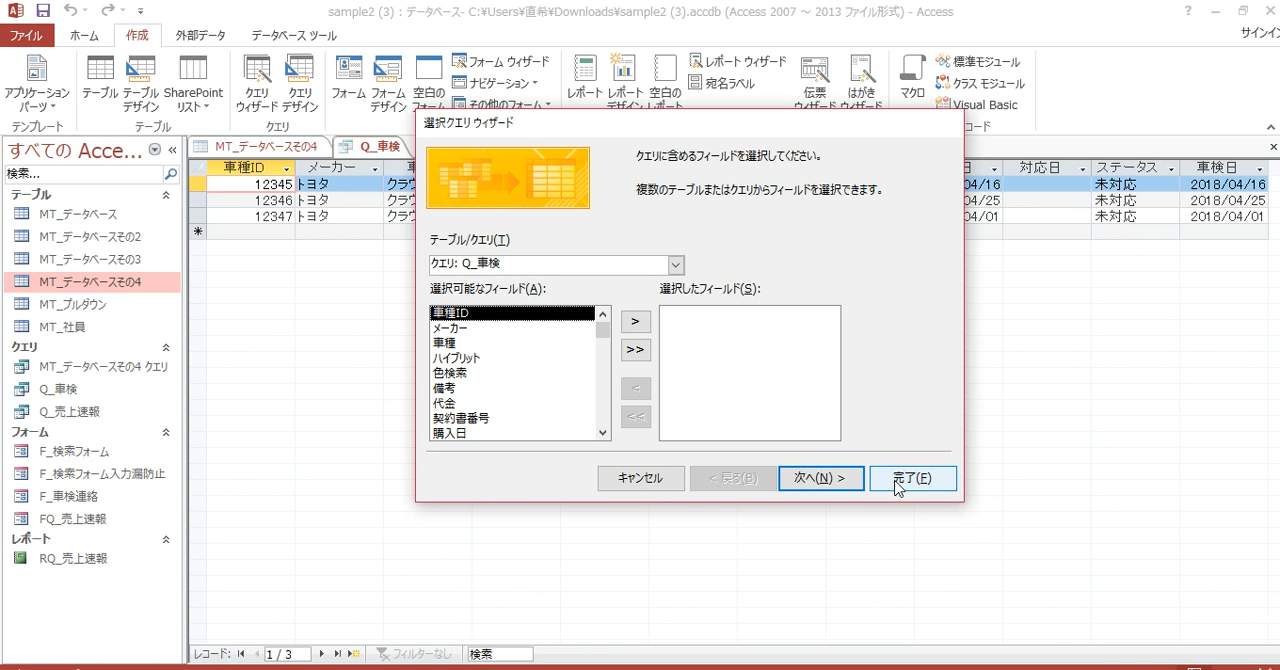 sample2 (3) : データベース- C:¥Users¥直希¥Downloads¥sample2 (3).accdb (Access 2007 ～ 2013 ファイル形式) - Access
サインイン
ファイル ホーム 作成 外部データ データベース ツール
アプリケーション パーツ
テーブル
テーブル デザイン
SharePoint リスト
クエリ ウィザード
クエリ デザイン
フォーム
フォーム デザイン
空白の フォーム
フォーム ウィザード
ナビゲーション
その他のフォーム
レポート
レポート デザイン
空白の レポート
レポート ウィザード
宛名ラベル
伝票 ウィザード
はがき ウィザード
マクロ
標準モジュール
クラス モジュール
Visual Basic
テンプレート テーブル クエリ コード
すべての Acce...
検索...
テーブル
MT_データベース
MT_データベースその2
MT_データベースその3
MT_データベースその4
MT_プルダウン
MT_社員
クエリ
MT_データベースその4 クエリ
Q_車検
Q_売上速報
フォーム
F_検索フォーム
F_検索フォーム入力漏防止
F_車検連絡
FQ_売上速報
レポート
RQ_売上速報
MT_データベースその4 Q_車検
車種ID メーカー 車 日 対応日 ステータス 車検日
12345 トヨタ クラウ 04/16 未対応 2018/04/16
12346 トヨタ 04/25 未対応 2018/04/25
12347 トヨタ クラウ 04/01 未対応 2018/04/01
選択クエリ ウィザード
クエリに含めるフィールドを選択してください。
複数のテーブルまたはクエリからフィールドを選択できます。
テーブル/クエリ(T)
クエリ: Q_車検
選択可能なフィールド(A): 選択したフィールド(S):
車種ID
メーカー
車種
ハイブリット
色検索
備考
代金
契約書番号
購入日
>
>>
<
<<
キャンセル < 戻る(B) 次へ(N) > 完了(F)
レコード: 1 / 3 フィルターなし 検索